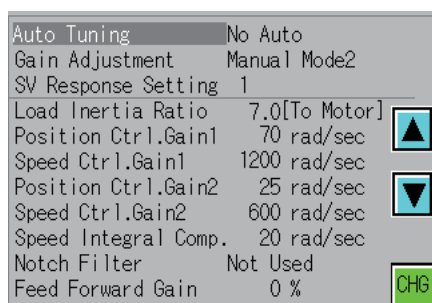 Auto Tuning No Auto
Gain Adjustment Manual Mode2
SV Response Setting 1
Load Inertia Ratio 7.0[To Motor]
Position Ctrl.Gain1 70 rad/sec
Speed Ctrl.Gain1 1200 rad/sec
Position Ctrl.Gain2 25 rad/sec
Speed Ctrl.Gain2 600 rad/sec
Speed Integral Comp. 20 rad/sec
Notch Filter Not Used
Feed Forward Gain 0 %
CHG